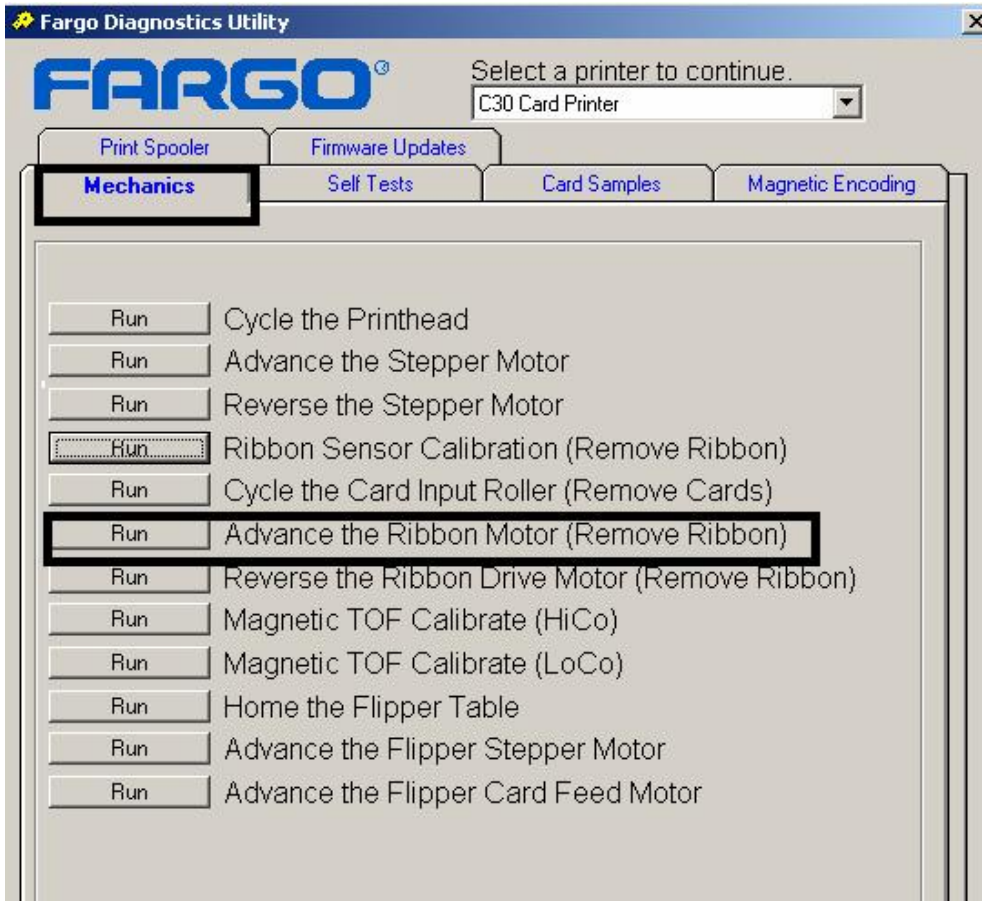 Fargo Diagnostics Utility
FARGO®
Select a printer to continue.
C30 Card Printer
Print Spooler
Firmware Updates
Mechanics
Self Tests
Card Samples
Magnetic Encoding
Run Cycle the Printhead
Run Advance the Stepper Motor
Run Reverse the Stepper Motor
Run Ribbon Sensor Calibration (Remove Ribbon)
Run Cycle the Card Input Roller (Remove Cards)
Run Advance the Ribbon Motor (Remove Ribbon)
Run Reverse the Ribbon Drive Motor (Remove Ribbon)
Run Magnetic TOF Calibrate (HiCo)
Run Magnetic TOF Calibrate (LoCo)
Run Home the Flipper Table
Run Advance the Flipper Stepper Motor
Run Advance the Flipper Card Feed Motor